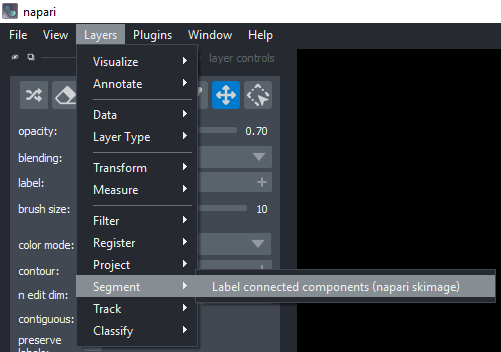 napari
File View Layers Plugins Window Help
layer controls
Visualize
Annotate
opacity:
Data
0.70
blending:
Layer Type
label:
Transform
brush size:
Measure
10
Filter
color mode:
Register
contour:
Project
n edit dim:
Segment
Label connected components (napari skimage)
contiguous:
Track
preserve
Classify
labels: